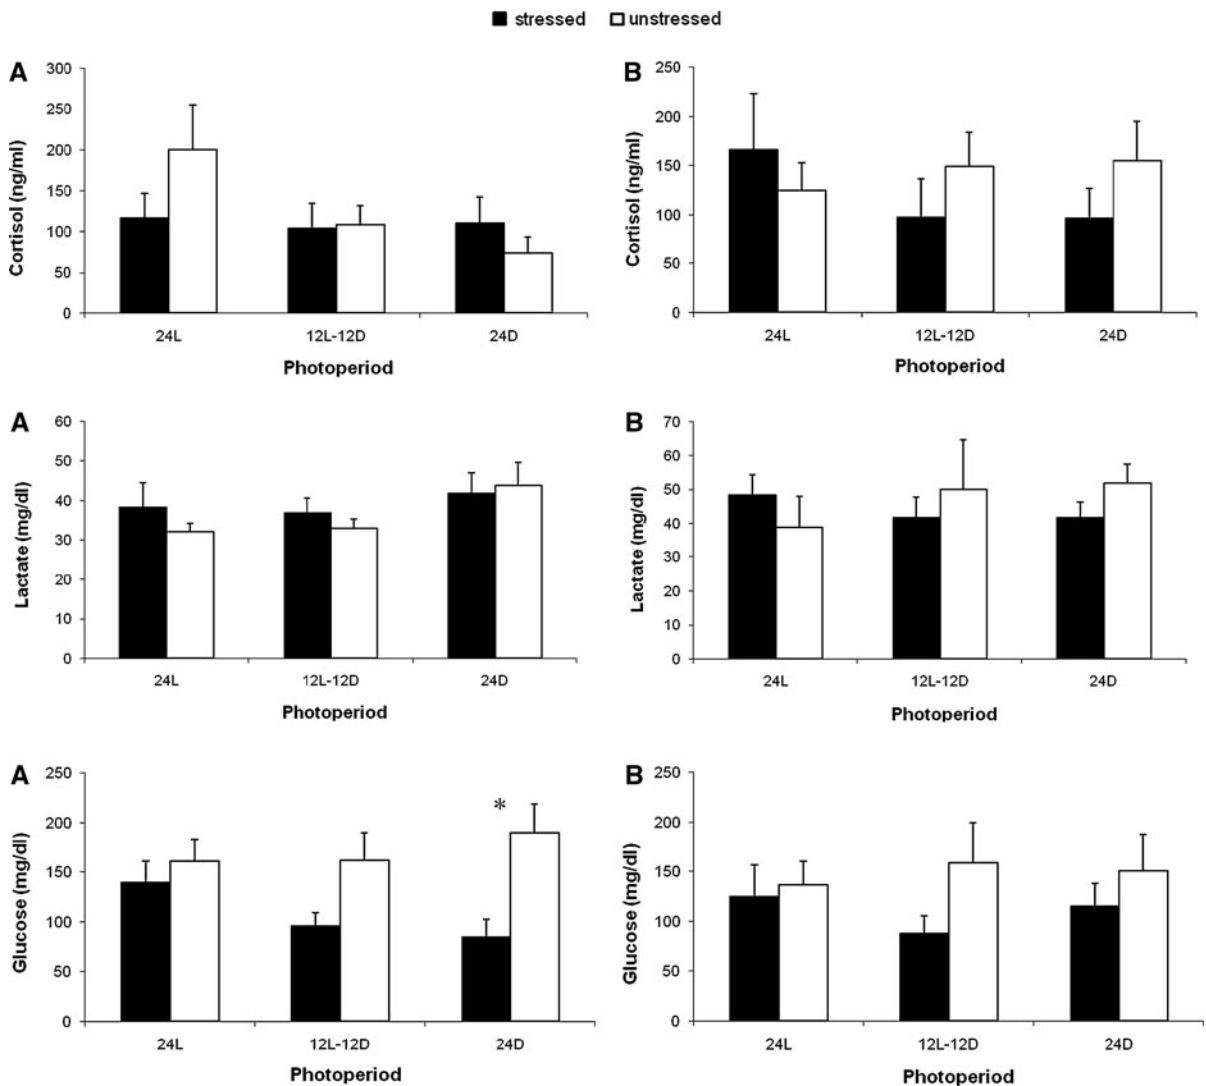 stressed unstressed
A
Cortisol (ng/ml)
300
250
200
150
100
50
0
24L 12L-12D 24D
Photoperiod
B
Cortisol (ng/ml)
250
200
150
100
50
0
24L 12L-12D 24D
Photoperiod
A
Lactate (mg/dl)
60
50
40
30
20
10
0
24L 12L-12D 24D
Photoperiod
B
Lactate (mg/dl)
70
60
50
40
30
20
10
0
24L 12L-12D 24D
Photoperiod
A
Glucose (mg/dl)
250
200
150
100
50
0
*
24L 12L-12D 24D
Photoperiod
B
Glucose (mg/dl)
250
200
150
100
50
0
24L 12L-12D 24D
Photoperiod